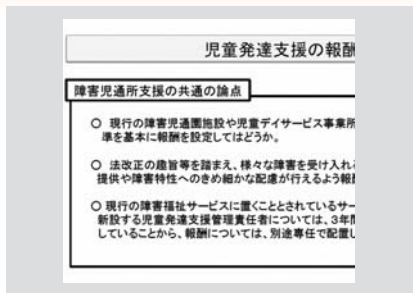 児童発達支援の報酬
障害児通所支援の共通の論点
○ 現行の障害児通園施設や児童デイサービス事業所
準を基本に報酬を設定してはどうか。
○ 法改正の趣旨等を踏まえ、様々な障害を受け入れ
提供や障害特性へのきめ細かな配慮が行えるよう報
○ 現行の障害福祉サービスに置くこととされているサー
新設する児童発達支援管理責任者については、3年間
していることから、報酬については、別途専任で配置し